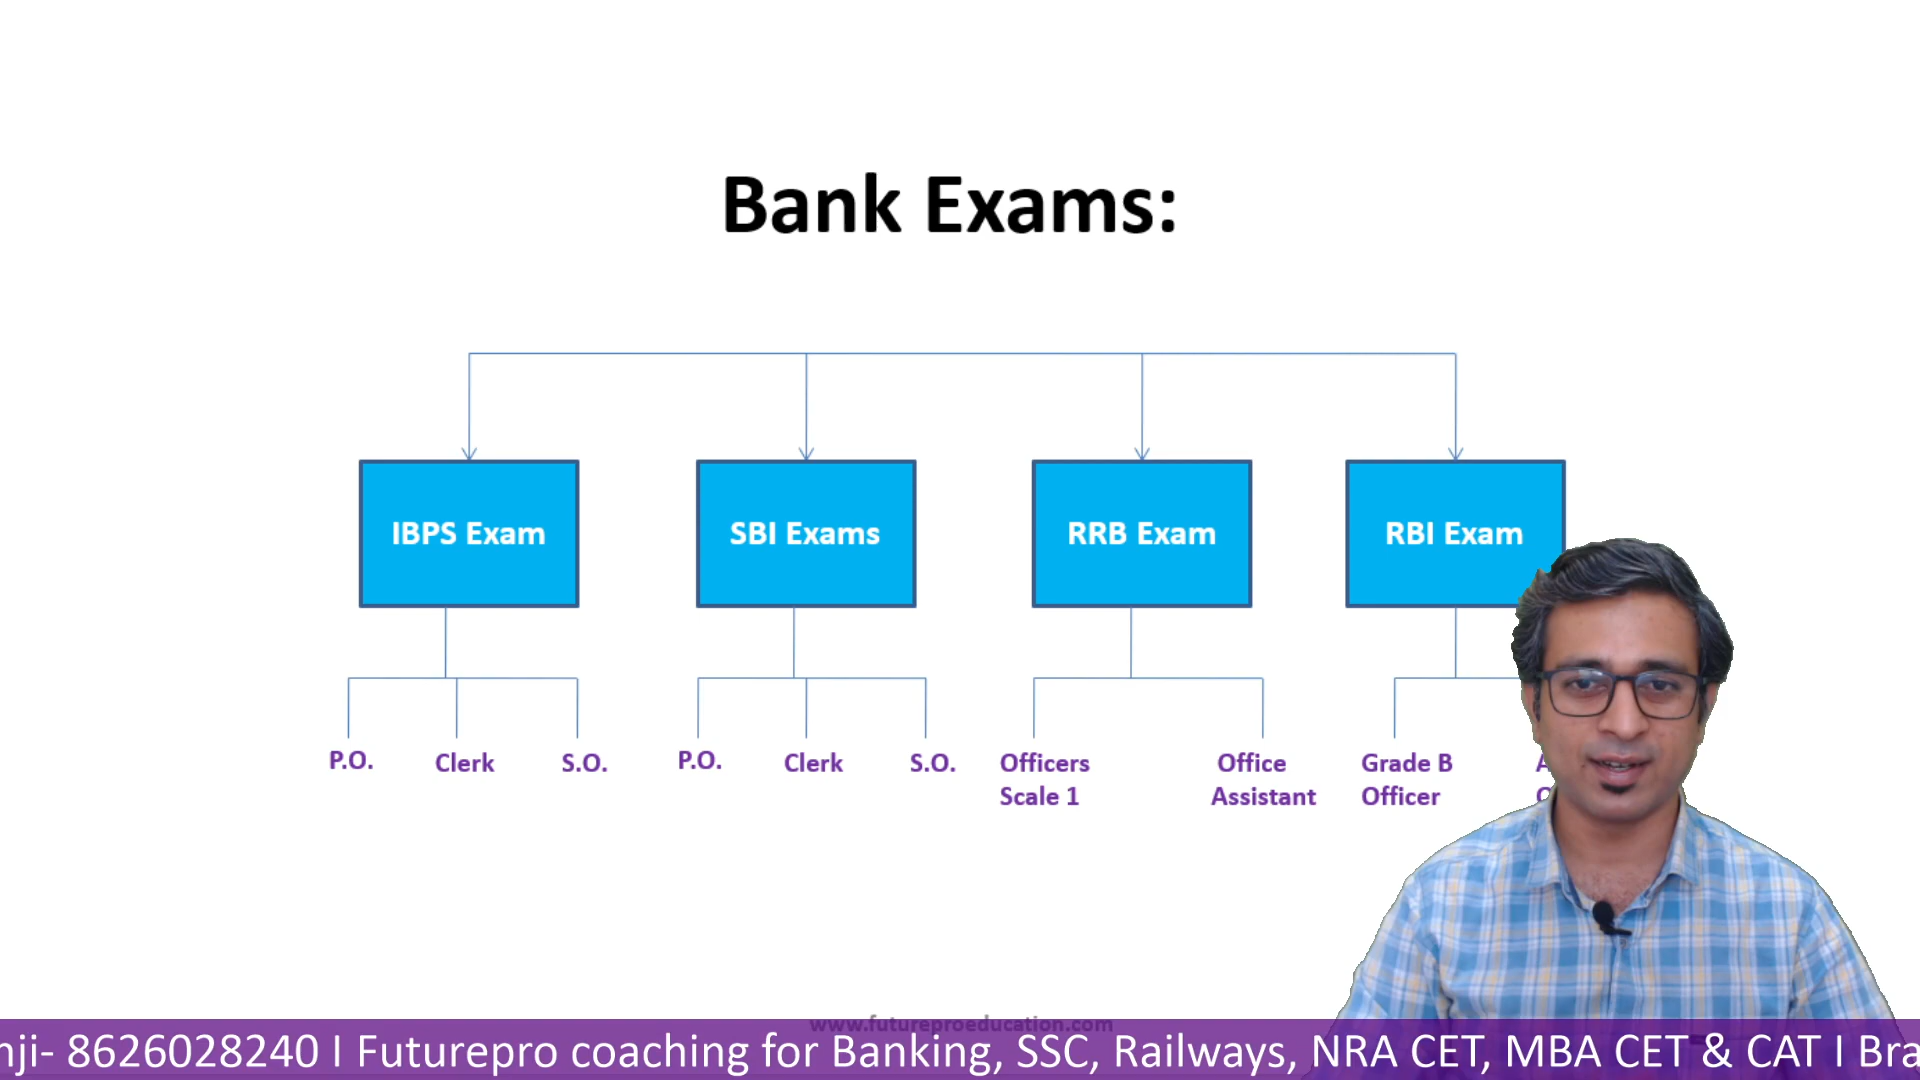 Bank Exams:
IBPS Exam
SBI Exams
RRB Exam
RBI Exam
P.O.
Clerk
S.O.
P.O.
Clerk
S.O.
Officers
Scale 1
Office
Assistant
Grade B
Officer
www.futureproeducation.com
8626028240 I Futurepro coaching for Banking, SSC, Railways, NRA CET, MBA CET & CAT I